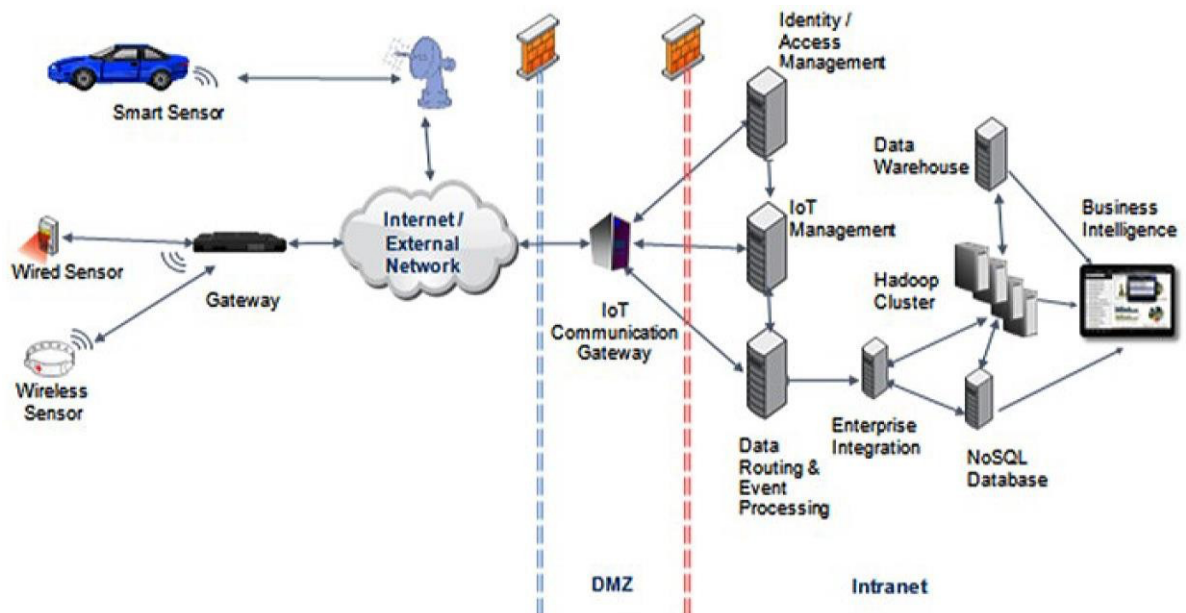 Identity /
Access
Management
Smart Sensor
Data
Warehouse
Internet /
External
Network
IoT
Management
Business
Intelligence
Wired Sensor
Gateway
Hadoop
Cluster
IoT
Communication
Gateway
Wireless
Sensor
Enterprise
Integration
Data
Routing &
Event
Processing
NoSQL
Database
DMZ
Intranet